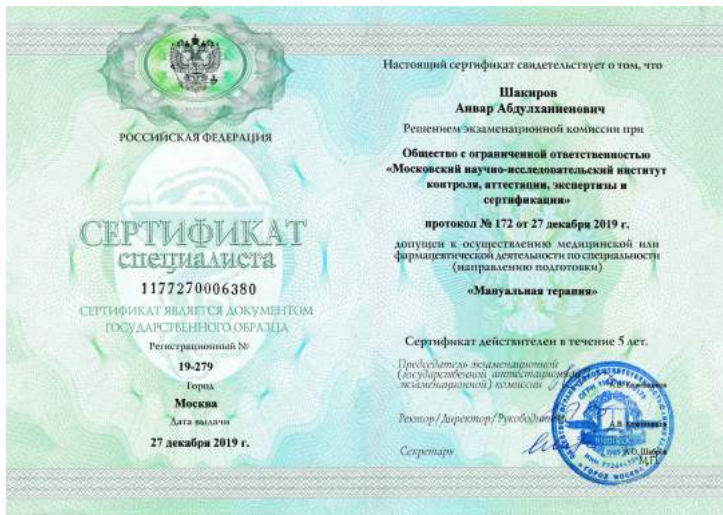 РОССИЙСКАЯ ФЕДЕРАЦИЯ
СЕРТИФИКАТ
специалиста
1177270006380
СЕРТИФИКАТ ЯВЛЯЕТСЯ ДОКУМЕНТОМ
ГОСУДАРСТВЕННОГО ОБРАЗЦА
Регистрационный №
19-279
Город
Москва
Дата выдачи
27 декабря 2019 г.
Настоящий сертификат свидетельствует о том, что
Шакиров
Анвар Абдулханиенович
Решением экзаменационной комиссии при
Общество с ограниченной ответственностью
«Московский научно-исследовательский институт
контроля, аттестации, экспертизы и
сертификации»
протокол № 172 от 27 декабря 2019 г.
допущен к осуществлению медицинской или
фармацевтической деятельности по специальности
(направлению подготовки)
«Мануальная терапия»
Сертификат действителен в течение 5 лет.
Председатель экзаменационной
(государственной аттестационной
экзаменационной) комиссии
Ректор/Директор/Руководитель
Секретарь
М.П.
ГОРОД МОСКВА